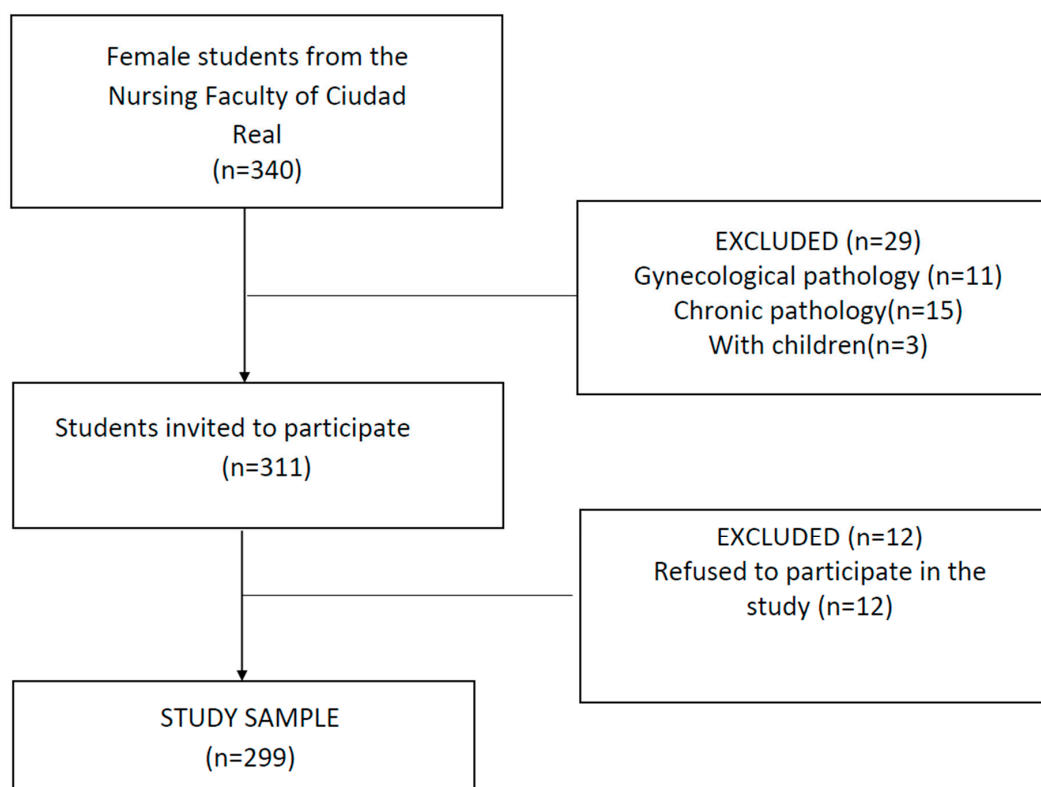 Female students from the
Nursing Faculty of Ciudad
Real
(n=340)
EXCLUDED (n=29)
Gynecological pathology (n=11)
Chronic pathology(n=15)
With children(n=3)
Students invited to participate
(n=311)
EXCLUDED (n=12)
Refused to participate in the
study (n=12)
STUDY SAMPLE
(n=299)